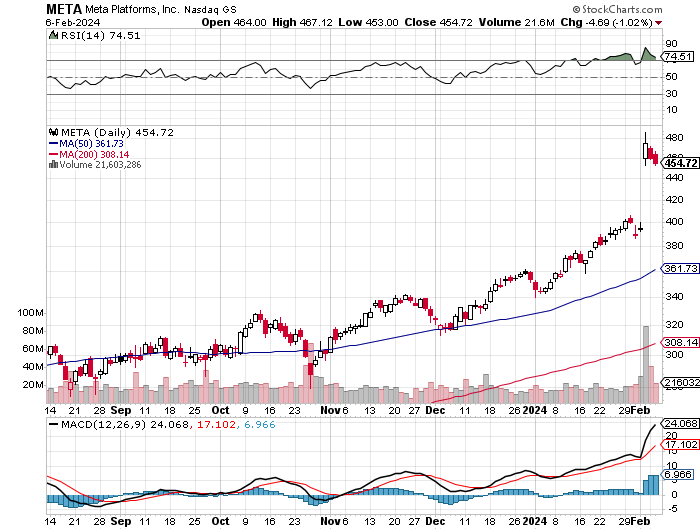 META Meta Platforms, Inc. Nasdaq GS
© StockCharts.com
6-Feb-2024
Open 464.00 High 467.12 Low 453.00 Close 454.72 Volume 21.6M Chg -4.69 (-1.02%)
RSI(14) 74.51
90
74.51
50
30
10
META (Daily) 454.72
MA(50) 361.73
MA(200) 308.14
Volume 21,603,286
480
460
454.72
440
420
400
380
361.73
340
320
308.14
300
216032
100M
80M
60M
40M
20M
14 21 28 Sep 11 18 25 Oct 9 16 23 Nov 6 13 20 27 Dec 11 18 26 2024 8 16 22 29 Feb
MACD(12,26,9) 24.068, 17.102, 6.966
24.068
20
17.102
15
10
6.966
0
-5
14 21 28 Sep 11 18 25 Oct 9 16 23 Nov 6 13 20 27 Dec 11 18 26 2024 8 16 22 29 Feb